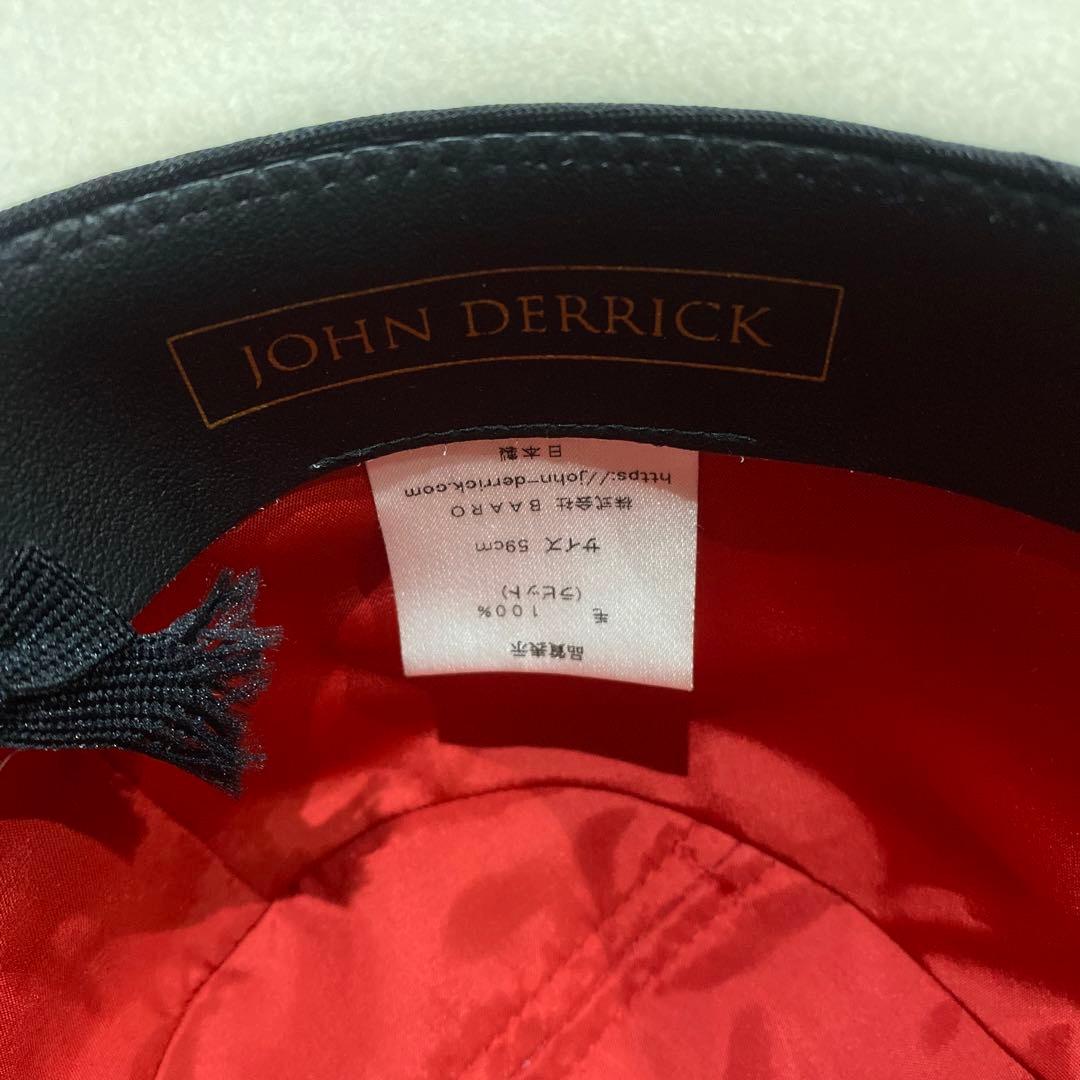 JOHN DERRICK
品質表示
毛 100%
(ラビット)
サイズ 59cm
株式会社 BAARO
https://john-derrick.com
日本製